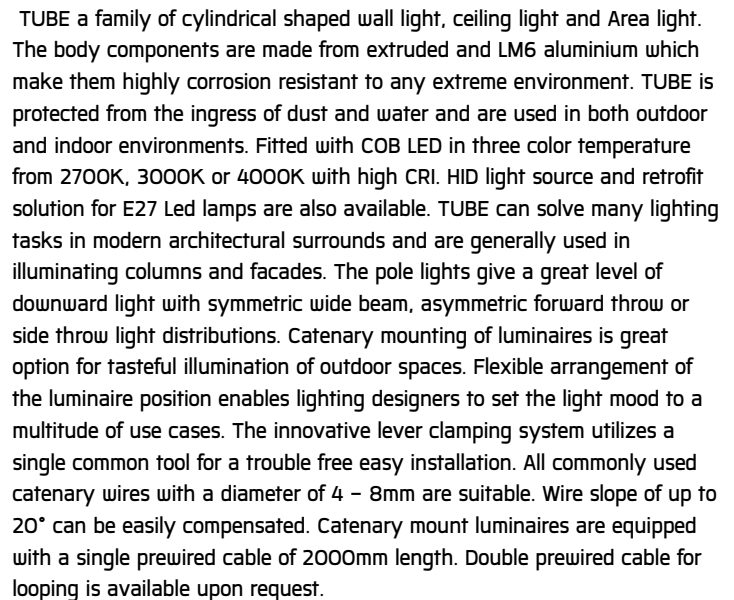 TUBE a family of cylindrical shaped wall light, ceiling light and Area light.
The body components are made from extruded and LM6 aluminium which
make them highly corrosion resistant to any extreme environment. TUBE is
protected from the ingress of dust and water and are used in both outdoor
and indoor environments. Fitted with COB LED in three color temperature
from 2700K, 3000K or 4000K with high CRI. HID light source and retrofit
solution for E27 Led lamps are also available. TUBE can solve many lighting
tasks in modern architectural surrounds and are generally used in
illuminating columns and facades. The pole lights give a great level of
downward light with symmetric wide beam, asymmetric forward throw or
side throw light distributions. Catenary mounting of luminaires is great
option for tasteful illumination of outdoor spaces. Flexible arrangement of
the luminaire position enables lighting designers to set the light mood to a
multitude of use cases. The innovative lever clamping system utilizes a
single common tool for a trouble free easy installation. All commonly used
catenary wires with a diameter of 4 – 8mm are suitable. Wire slope of up to
20° can be easily compensated. Catenary mount luminaires are equipped
with a single prewired cable of 2000mm length. Double prewired cable for
looping is available upon request.